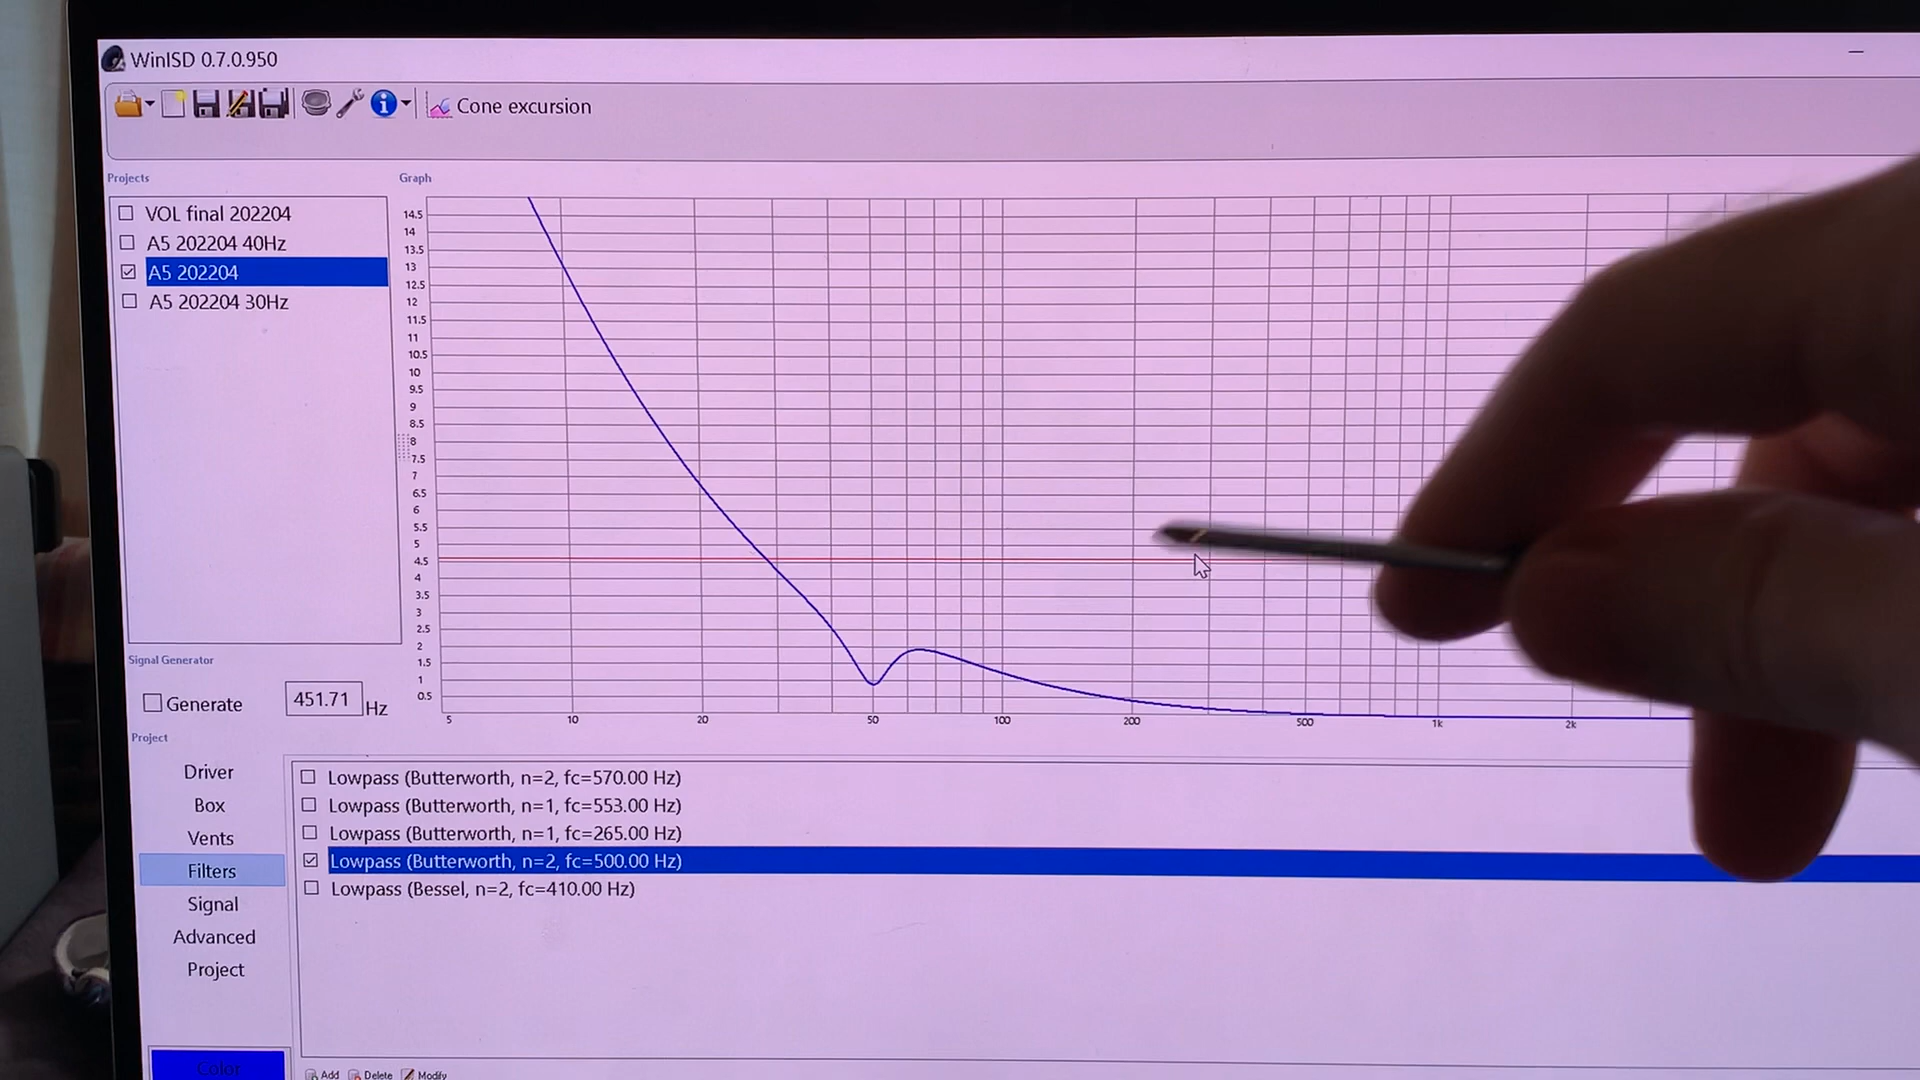 WinISD 0.7.0.950
Cone excursion
Projects
Graph
VOL final 202204
A5 202204 40Hz
A5 202204
A5 202204 30Hz
14.5
14
13.5
13
12.5
12
11.5
11
10.5
10
9.5
9
8.5
8
7.5
7
6.5
6
5.5
5
4.5
4
3.5
3
2.5
2
1.5
1
0.5
5 10 20 50 100 200 500 1k 2k
Signal Generator
Generate 451.71 Hz
Project
Driver
Box
Vents
Filters
Signal
Advanced
Project
Color
Lowpass (Butterworth, n=2, fc=570.00 Hz)
Lowpass (Butterworth, n=1, fc=553.00 Hz)
Lowpass (Butterworth, n=1, fc=265.00 Hz)
Lowpass (Butterworth, n=2, fc=500.00 Hz)
Lowpass (Bessel, n=2, fc=410.00 Hz)
Add Delete Modify